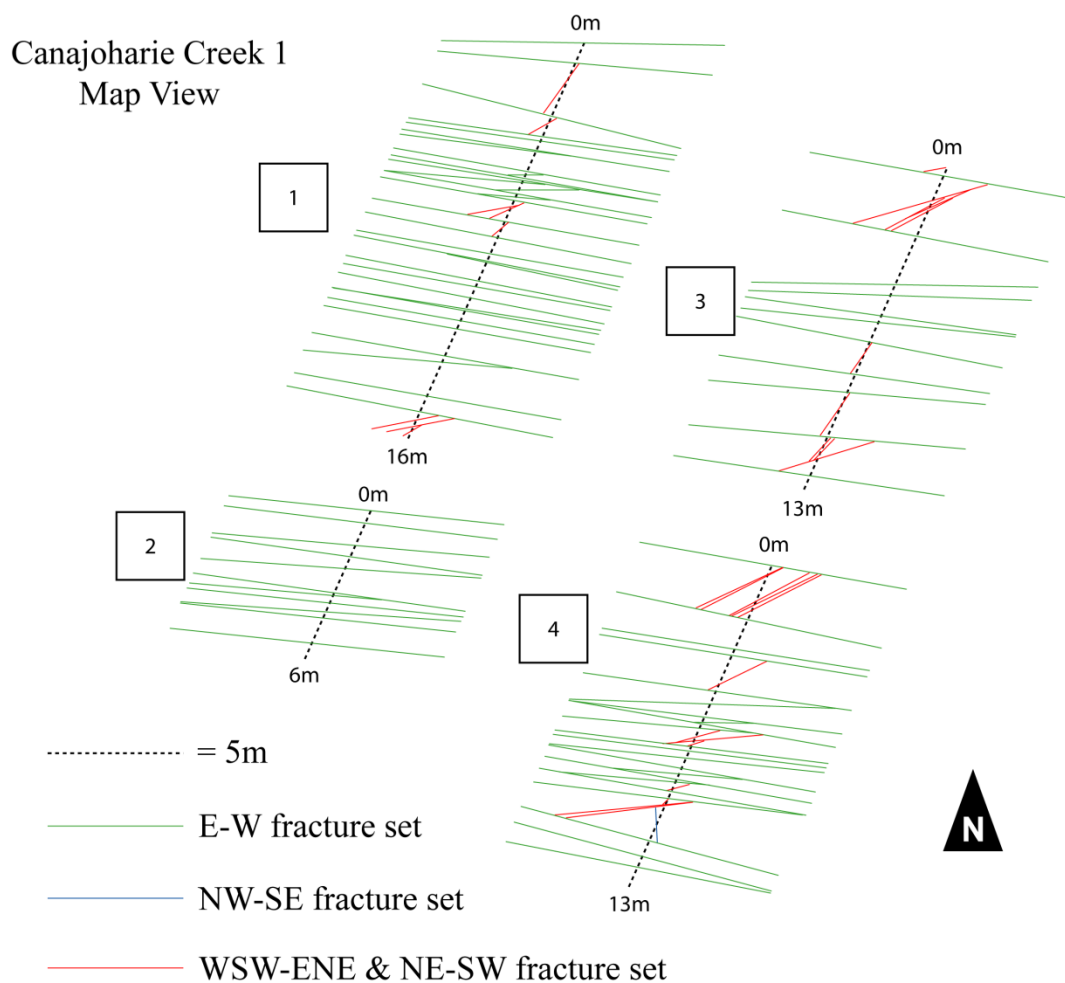 Canajoharie Creek 1
Map View
0m
1
16m
0m
3
13m
0m
2
6m
0m
4
13m
= 5m
E-W fracture set
NW-SE fracture set
WSW-ENE & NE-SW fracture set
N